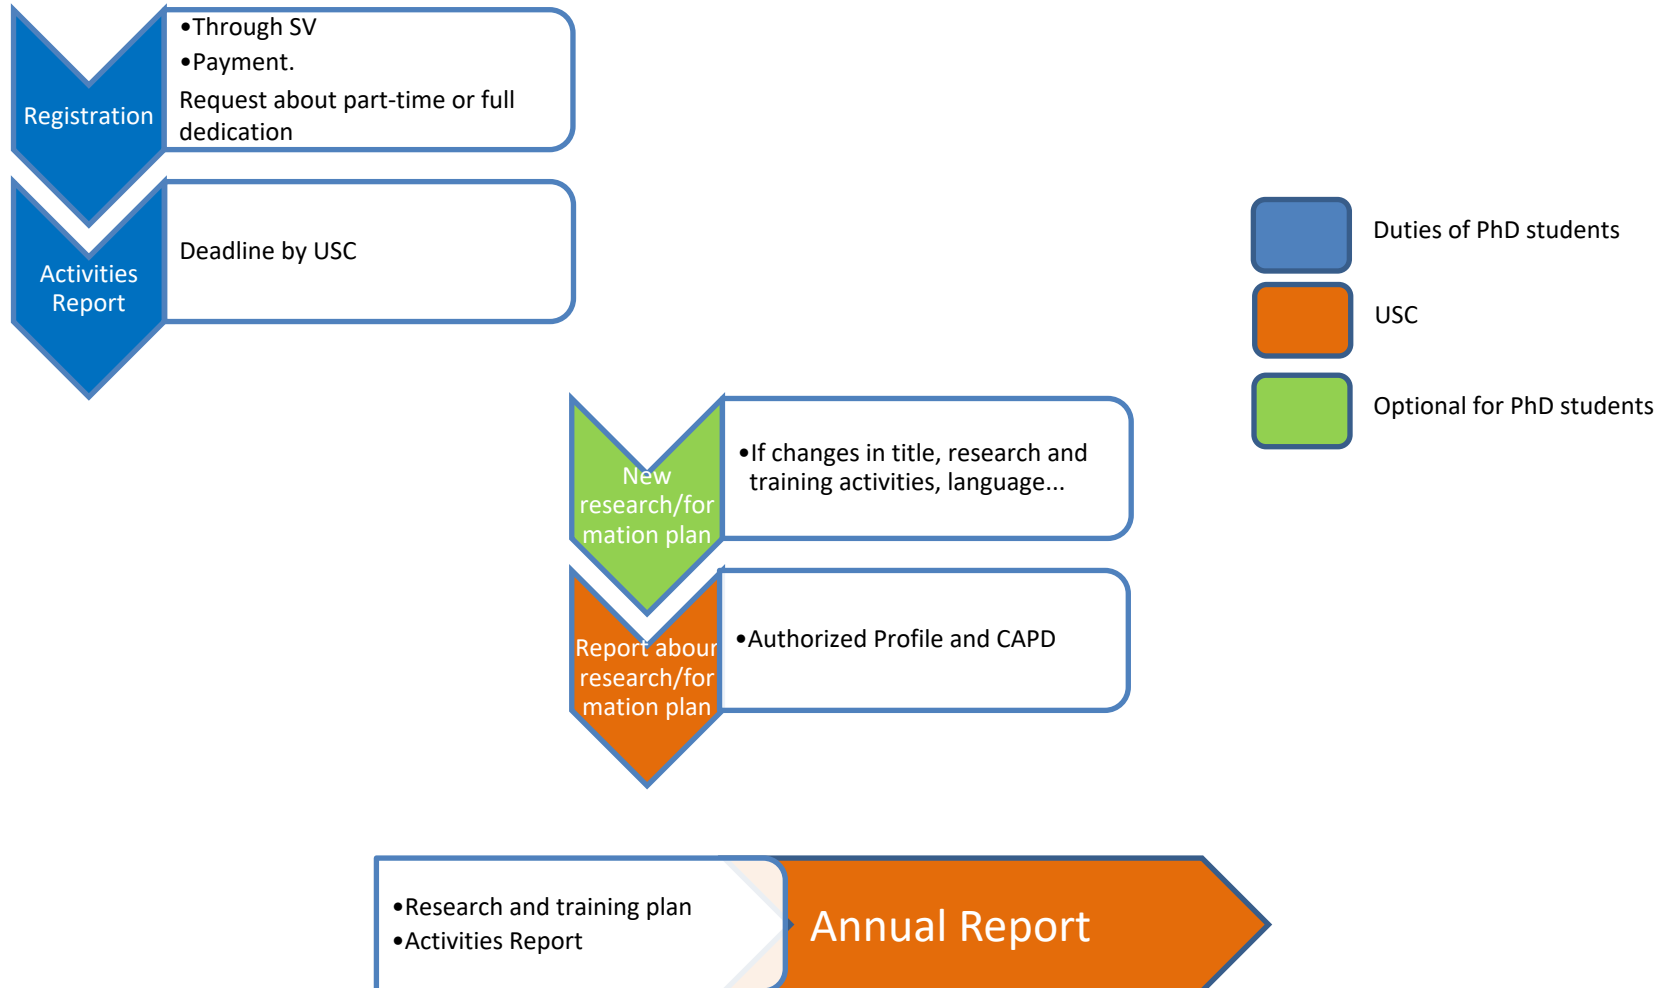 •Through SV
•Payment.
Request about part-time or full
dedication
Registration
Deadline by USC
Activities
Report
Duties of PhD students
USC
Optional for PhD students
•If changes in title, research and
training activities, language...
New
research/for
mation plan
•Authorized Profile and CAPD
Report abour
research/for
mation plan
•Research and training plan
•Activities Report
Annual Report